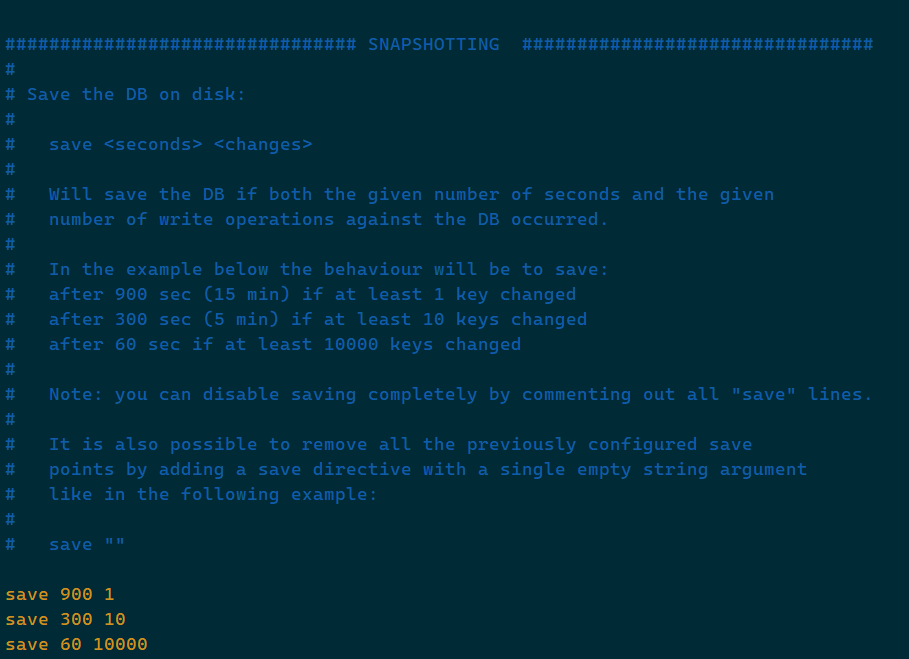 ################################ SNAPSHOTTING  ################################
#
# Save the DB on disk:
#
#   save <seconds> <changes>
#
#   Will save the DB if both the given number of seconds and the given
#   number of write operations against the DB occurred.
#
#   In the example below the behaviour will be to save:
#   after 900 sec (15 min) if at least 1 key changed
#   after 300 sec (5 min) if at least 10 keys changed
#   after 60 sec if at least 10000 keys changed
#
#   Note: you can disable saving completely by commenting out all "save" lines.
#
#   It is also possible to remove all the previously configured save
#   points by adding a save directive with a single empty string argument
#   like in the following example:
#
#   save ""

save 900 1
save 300 10
save 60 10000